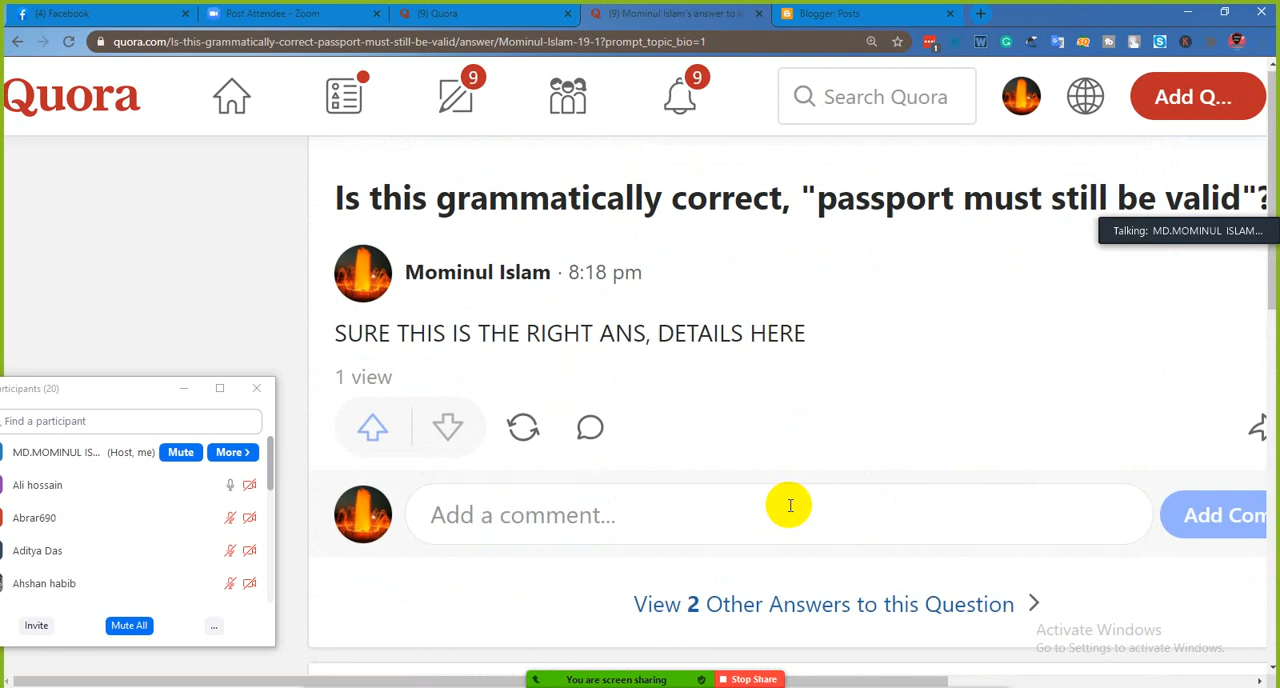 (4) Facebook
Post Attendee - Zoom
(9) Quora
(9) Mominul Islam's answer to I
Blogger: Posts
quora.com/Is-this-grammatically-correct-passport-must-still-be-valid/answer/Mominul-Islam-19-1?prompt_topic_bio=1
Quora
9
9
Search Quora
Add Q...
Is this grammatically correct, "passport must still be valid"?
Talking: MD.MOMINUL ISLAM...
Mominul Islam · 8:18 pm
SURE THIS IS THE RIGHT ANS, DETAILS HERE
1 view
articipants (20)
Find a participant
MD.MOMINUL IS... (Host, me) Mute More >
Ali hossain
Abrar690
Aditya Das
Ahshan habib
Invite Mute All ...
Add a comment...
Add Com
View 2 Other Answers to this Question >
Activate Windows
Go to Settings to activate Windows.
You are screen sharing Stop Share